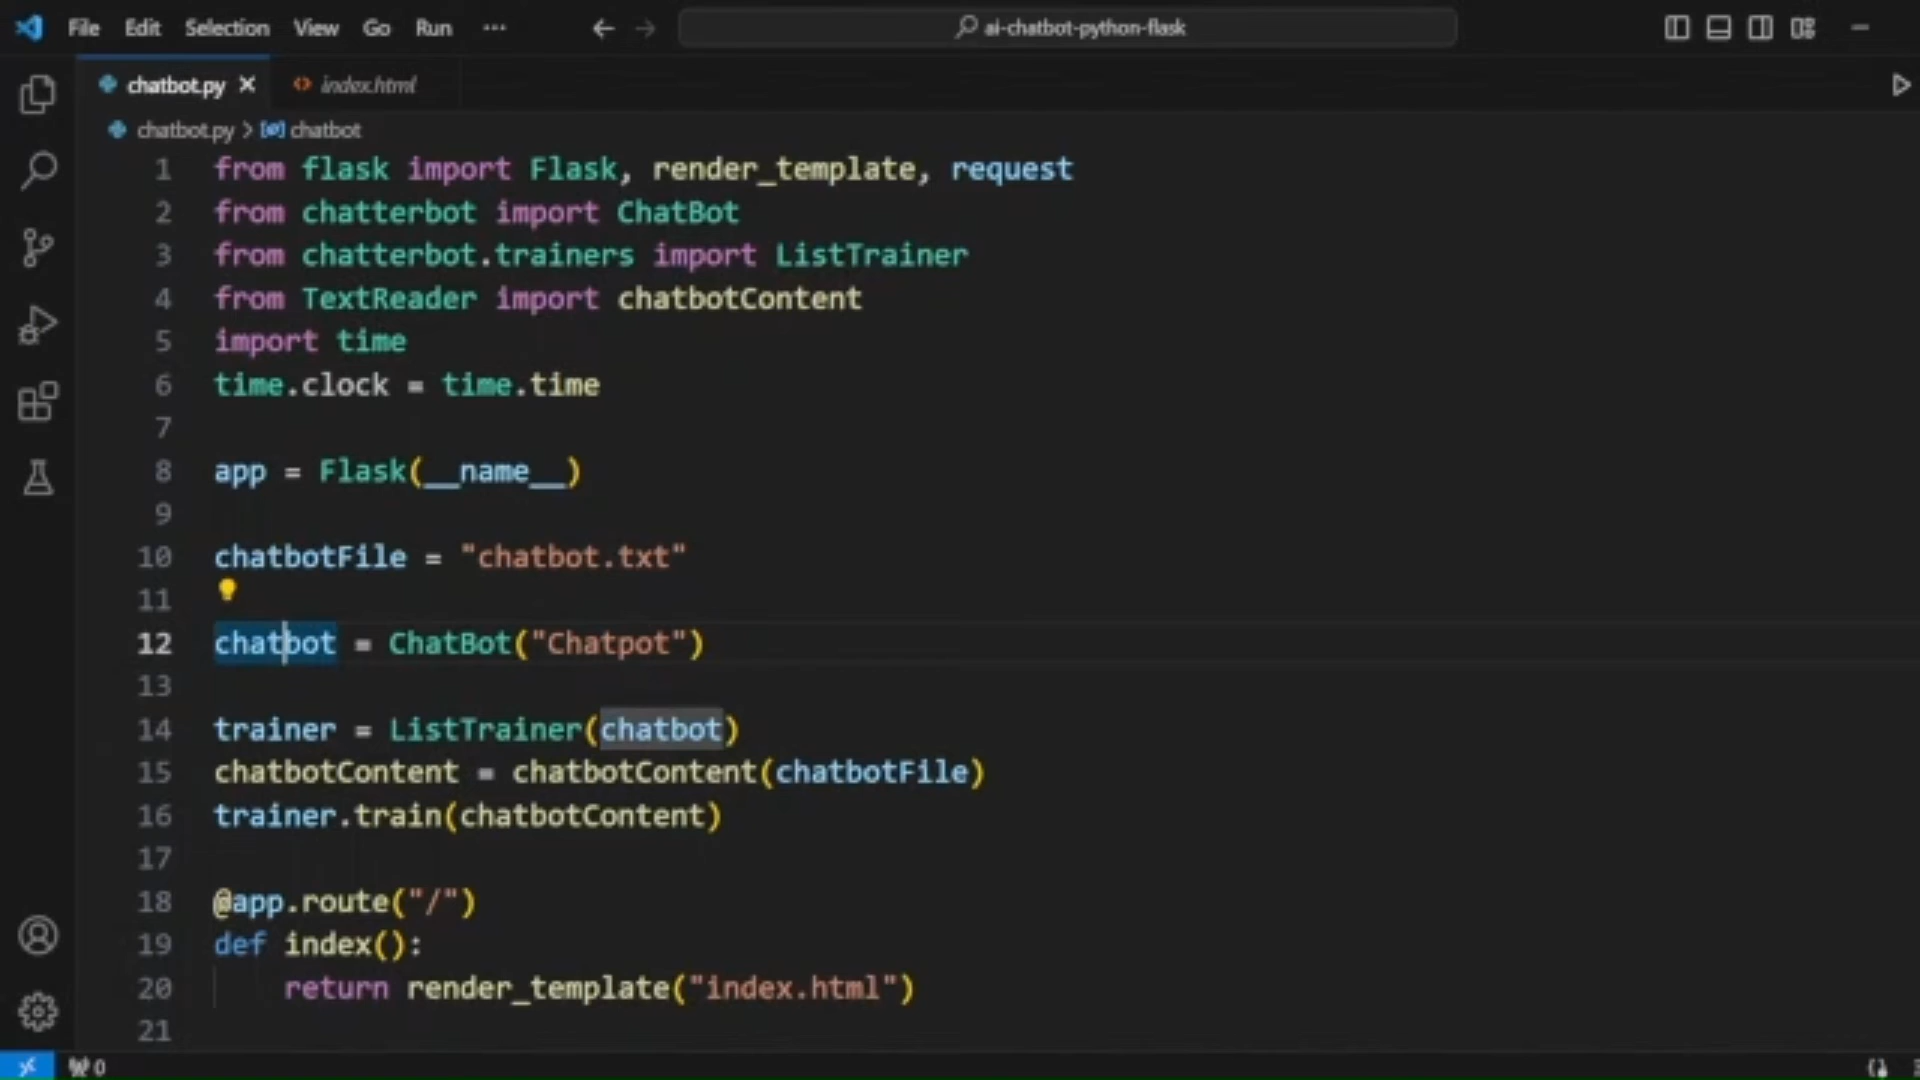 File Edit Selection View Go Run ··· ai-chatbot-python-flask
chatbot.py index.html
chatbot.py > chatbot
1 from flask import Flask, render_template, request
2 from chatterbot import ChatBot
3 from chatterbot.trainers import ListTrainer
4 from TextReader import chatbotContent
5 import time
6 time.clock = time.time
7
8 app = Flask(__name__)
9
10 chatbotFile = "chatbot.txt"
11
12 chatbot = ChatBot("Chatpot")
13
14 trainer = ListTrainer(chatbot)
15 chatbotContent = chatbotContent(chatbotFile)
16 trainer.train(chatbotContent)
17
18 @app.route("/")
19 def index():
20 return render_template("index.html")
21
0